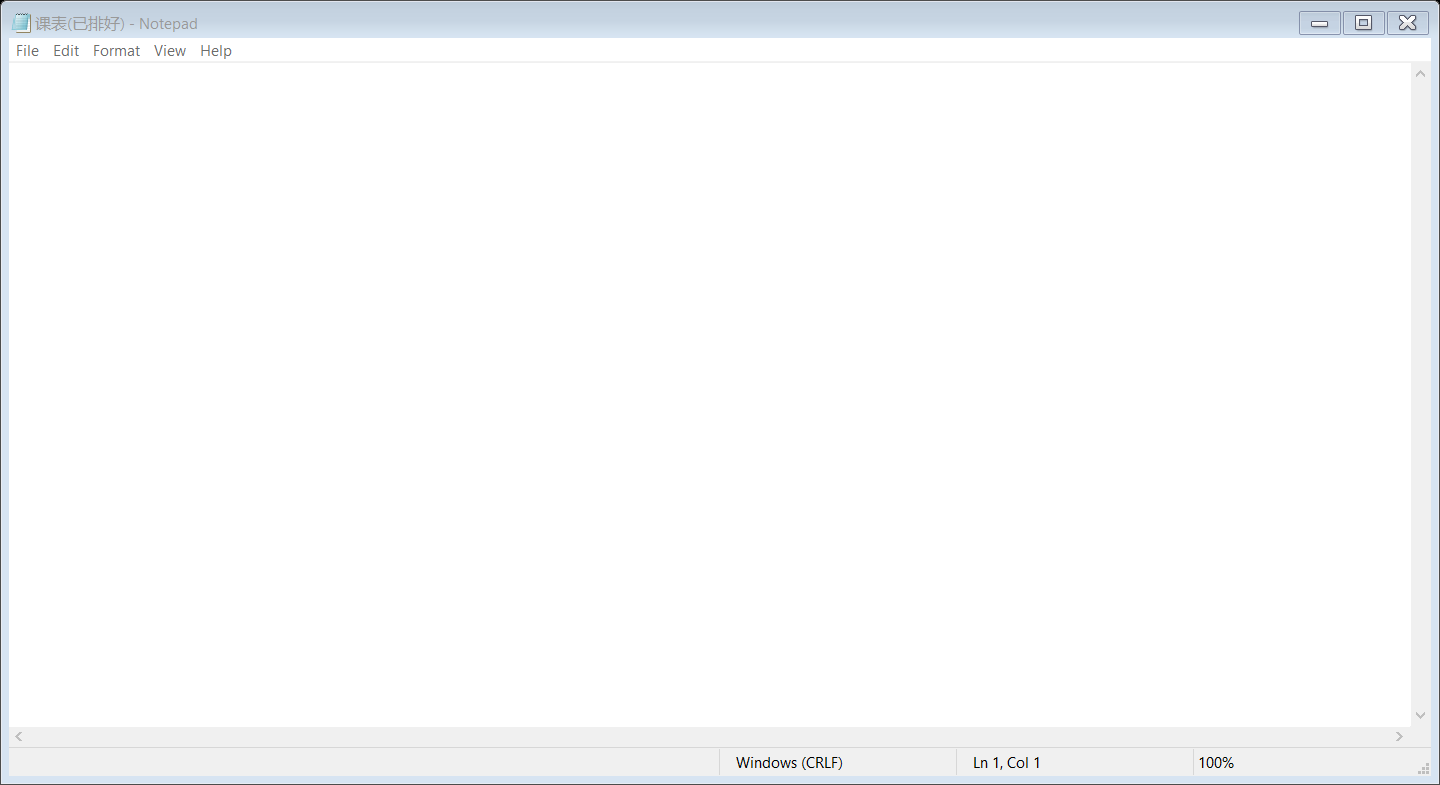 课表(已排好) - Notepad
File Edit Format View Help
Windows (CRLF) Ln 1, Col 1 100%